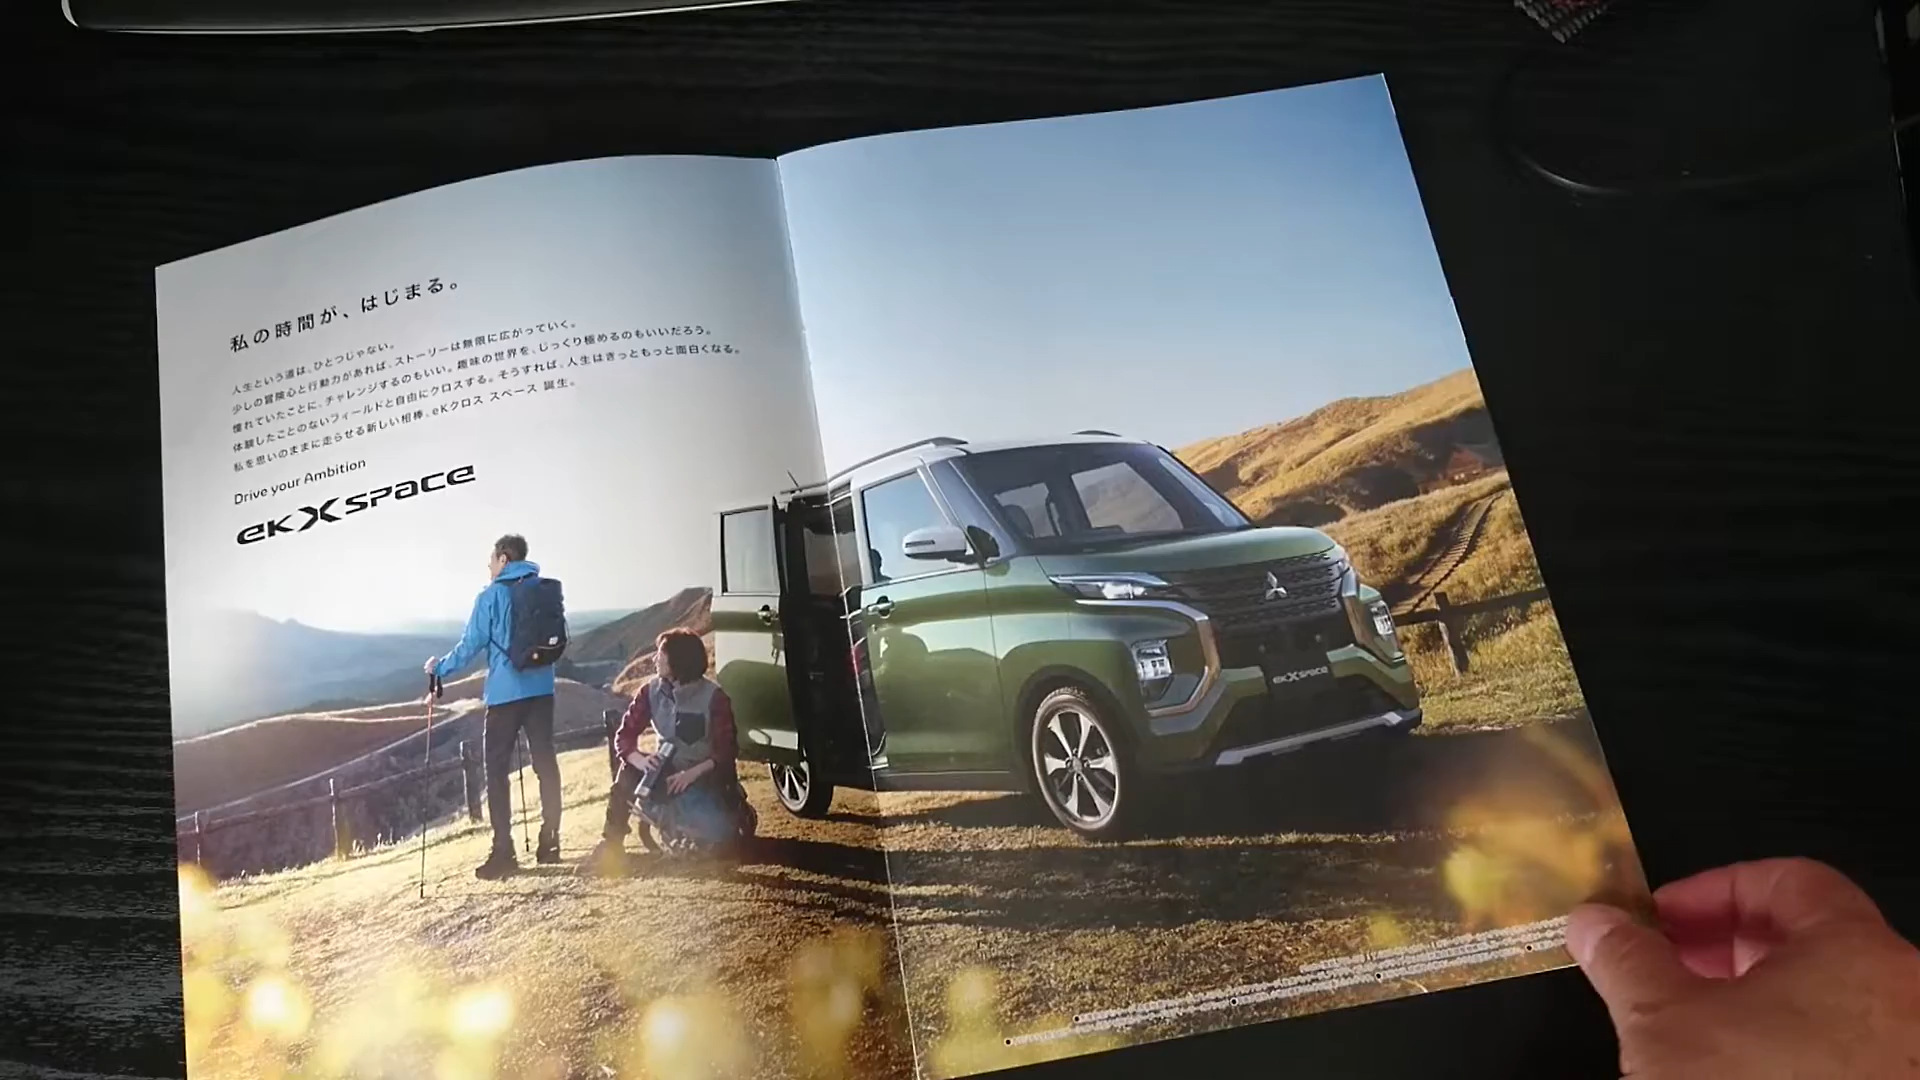 私の時間が、はじまる。
人生という道は、ひとつじゃない。
少しの冒険心と行動力があれば、ストーリーは無限に広がっていく。
憧れていたことに、チャレンジするのもいい。趣味の世界を、じっくり極めるのもいいだろう。
体験したことのないフィールドと自由にクロスする。そうすれば、人生はきっともっと面白くなる。
私を思いのままに走らせる新しい相棒、eKクロス スペース 誕生。
Drive your Ambition
eK X space
eK X space